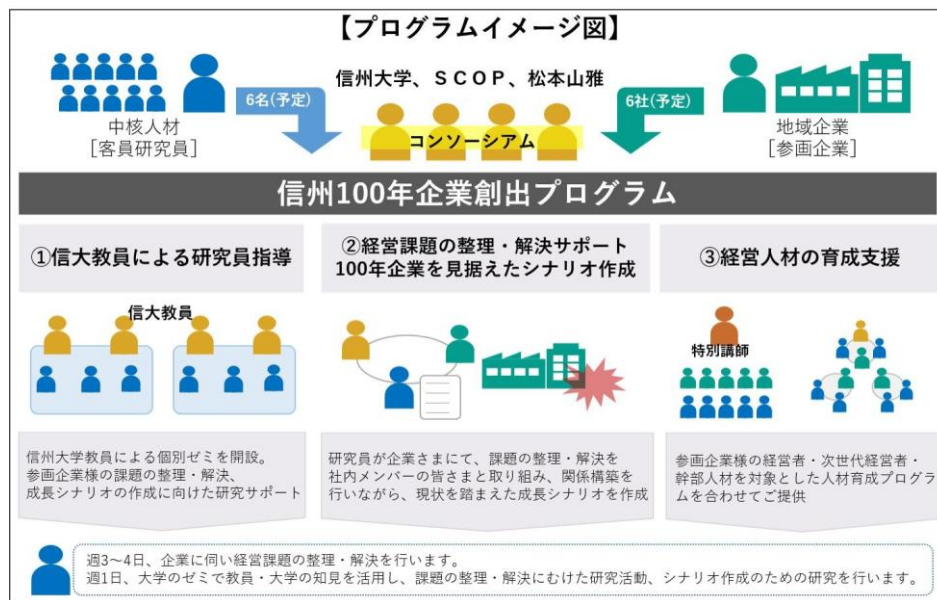 【プログラムイメージ図】
信州大学、ＳＣＯＰ、松本山雅
6名(予定)
6社(予定)
中核人材
[客員研究員]
コンソーシアム
地域企業
[参画企業]
信州100年企業創出プログラム
①信大教員による研究員指導
②経営課題の整理・解決サポート
100年企業を見据えたシナリオ作成
③経営人材の育成支援
信大教員
特別講師
信州大学教員による個別ゼミを開設。
参画企業様の課題の整理・解決、
成長シナリオの作成に向けた研究サポート
研究員が企業さまにて、課題の整理・解決を
社内メンバーの皆さまと取り組み、関係構築を
行いながら、現状を踏まえた成長シナリオを作成
参画企業様の経営者・次世代経営者・
幹部人材を対象とした人材育成プログラ
ムを合わせてご提供
週3～4日、企業に伺い経営課題の整理・解決を行います。
週1日、大学のゼミで教員・大学の知見を活用し、課題の整理・解決にむけた研究活動、シナリオ作成のための研究を行います。